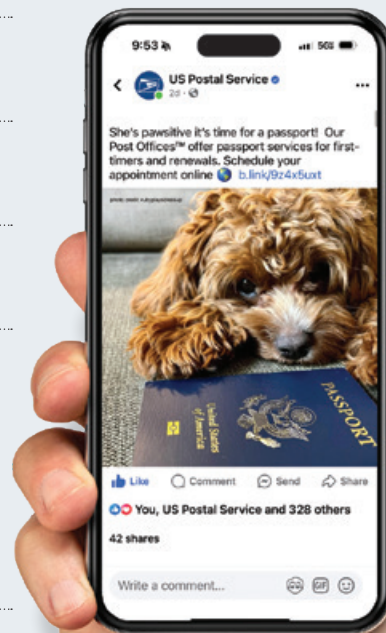 9:53
5G
US Postal Service
2d
She's pawsitive it's time for a passport! Our
Post Offices™ offer passport services for first-
timers and renewals. Schedule your
appointment online b.link/9z4x5uxt
PASSPORT
United States
of America
Like Comment Send Share
You, US Postal Service and 328 others
42 shares
Write a comment... GIF